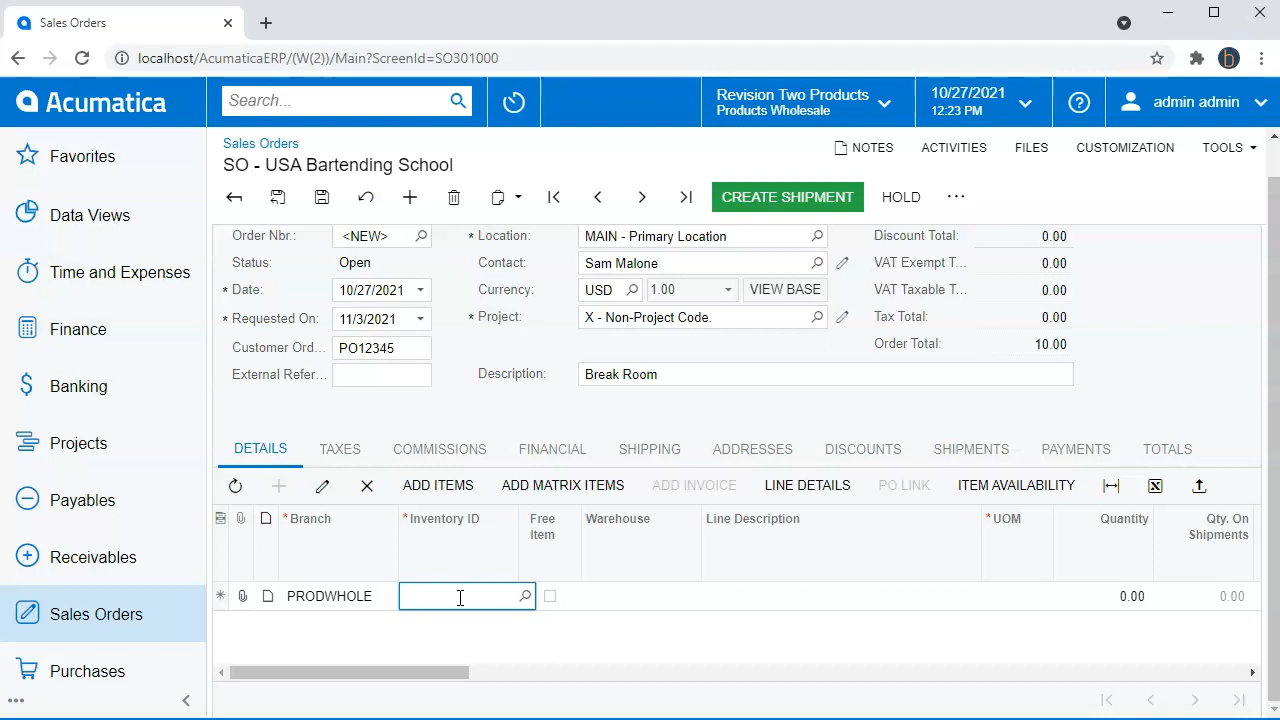 Sales Orders
localhost/AcumaticaERP/(W(2))/Main?ScreenId=SO301000
b
Acumatica
Search...
Revision Two Products
Products Wholesale
10/27/2021
12:23 PM
admin admin
Favorites
Data Views
Time and Expenses
Finance
Banking
Projects
Payables
Receivables
Sales Orders
Purchases
Sales Orders
SO - USA Bartending School
NOTES ACTIVITIES FILES CUSTOMIZATION TOOLS
CREATE SHIPMENT HOLD
Order Nbr.: <NEW> * Location: MAIN - Primary Location Discount Total: 0.00
Status: Open Contact: Sam Malone VAT Exempt T... 0.00
* Date: 10/27/2021 Currency: USD 1.00 VIEW BASE VAT Taxable T... 0.00
* Requested On: 11/3/2021 * Project: X - Non-Project Code. Tax Total: 0.00
Customer Ord... PO12345 Order Total: 10.00
External Refer... Description: Break Room
DETAILS TAXES COMMISSIONS FINANCIAL SHIPPING ADDRESSES DISCOUNTS SHIPMENTS PAYMENTS TOTALS
ADD ITEMS ADD MATRIX ITEMS ADD INVOICE LINE DETAILS PO LINK ITEM AVAILABILITY
* Branch * Inventory ID Free Item Warehouse Line Description * UOM Quantity Qty. On Shipments
PRODWHOLE 0.00 0.00